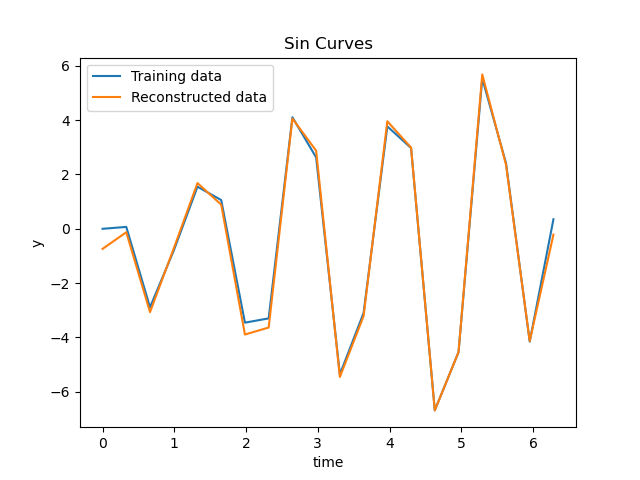 Sin Curves
Training data
Reconstructed data
6
4
2
0
−2
−4
−6
y
0 1 2 3 4 5 6
time